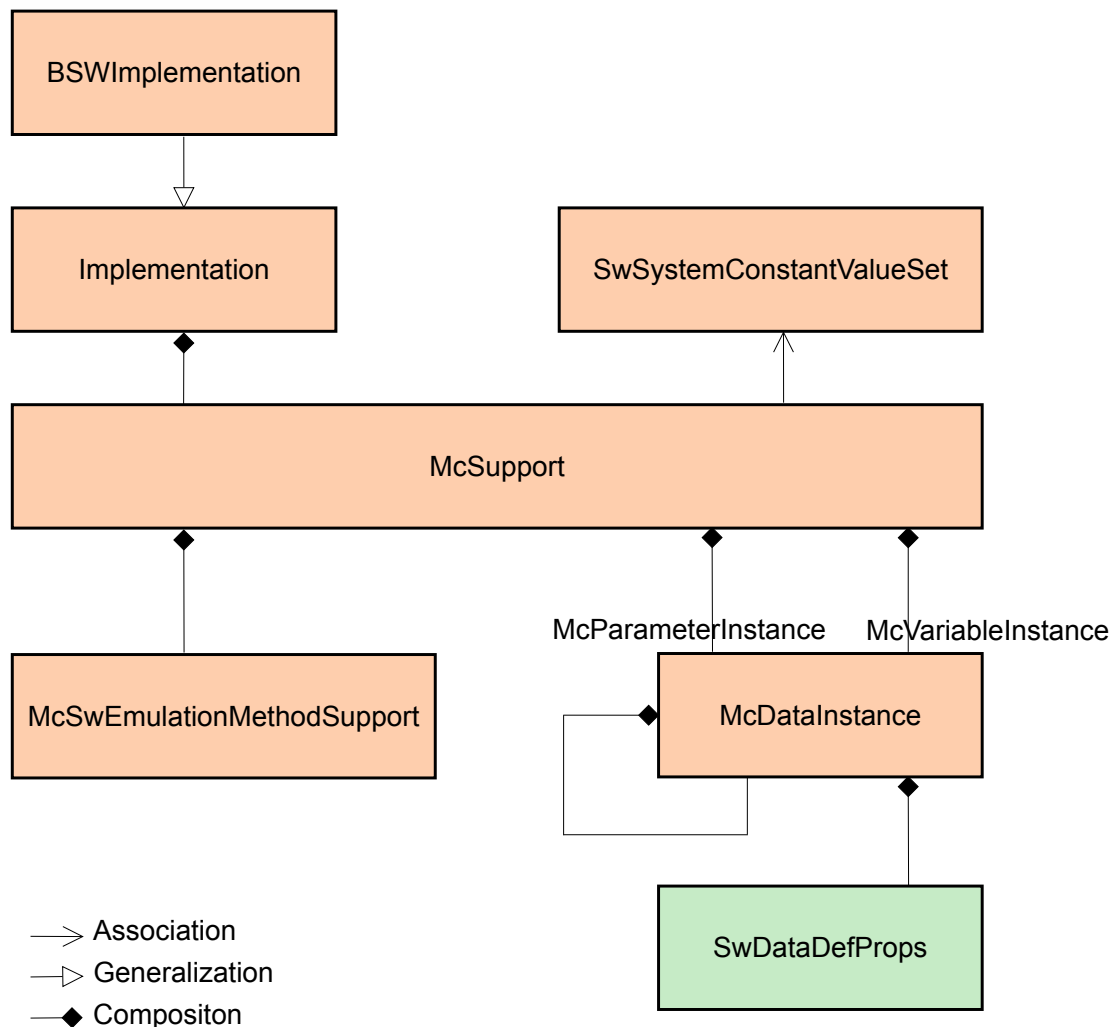 BSWImplementation
Implementation
SwSystemConstantValueSet
McSupport
McParameterInstance
McVariableInstance
McSwEmulationMethodSupport
McDataInstance
SwDataDefProps
Association
Generalization
Compositon